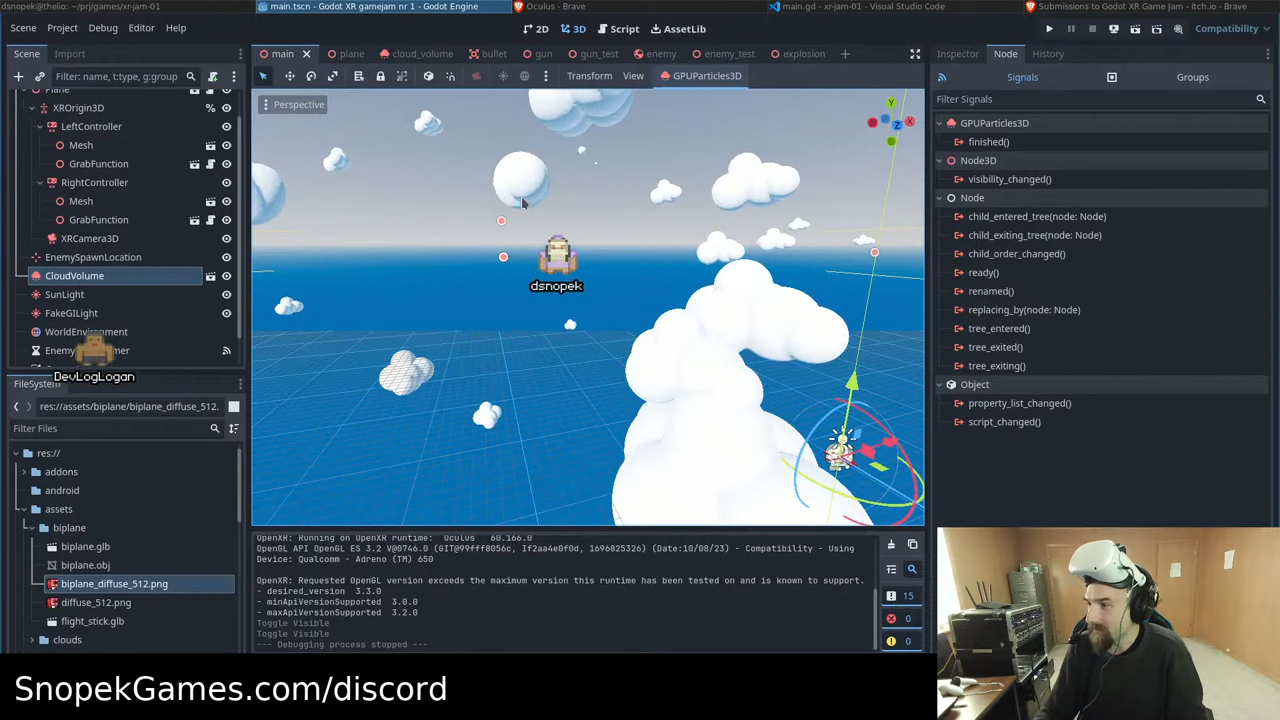 dsnopek@thelio: ~/prj/games/xr-jam-01
main.tscn - Godot XR gamejam nr 1 - Godot Engine
Oculus - Brave
main.gd - xr-jam-01 - Visual Studio Code
Submissions to Godot XR Game Jam - itch.io - Brave
Scene Project Debug Editor Help
2D 3D Script AssetLib
Compatibility
Scene Import
main plane cloud_volume bullet gun gun_test enemy enemy_test explosion
Inspector Node History
Filter: name, t:type, g:group
Transform View GPUParticles3D
Signals Groups
Plane
XROrigin3D
LeftController
Mesh
GrabFunction
RightController
Mesh
GrabFunction
XRCamera3D
EnemySpawnLocation
CloudVolume
SunLight
FakeGILight
WorldEnvironment
DevLogLogan
Perspective
Y
X
Z
dsnopek
Filter Signals
GPUParticles3D
finished()
Node3D
visibility_changed()
Node
child_entered_tree(node: Node)
child_exiting_tree(node: Node)
child_order_changed()
ready()
renamed()
replacing_by(node: Node)
tree_entered()
tree_exited()
tree_exiting()
Object
property_list_changed()
script_changed()
FileSystem
res://assets/biplane/biplane_diffuse_512.
Filter Files
res://
addons
android
assets
biplane
biplane.glb
biplane.obj
biplane_diffuse_512.png
diffuse_512.png
flight_stick.glb
clouds
OpenXR: Running on OpenXR runtime:  Oculus   60.166.0
OpenGL API OpenGL ES 3.2 V@0746.0 (GIT@99fff8056c, If2aa4e0f0d, 1696825326) (Date:10/08/23) - Compatibility - Using
Device: Qualcomm - Adreno (TM) 650
OpenXR: Requested OpenGL version exceeds the maximum version this runtime has been tested on and is known to support.
- desired_version  3.3.0
- minApiVersionSupported  3.0.0
- maxApiVersionSupported  3.2.0
Toggle Visible
Toggle Visible
--- Debugging process stopped ---
15
0
0
SnopekGames.com/discord